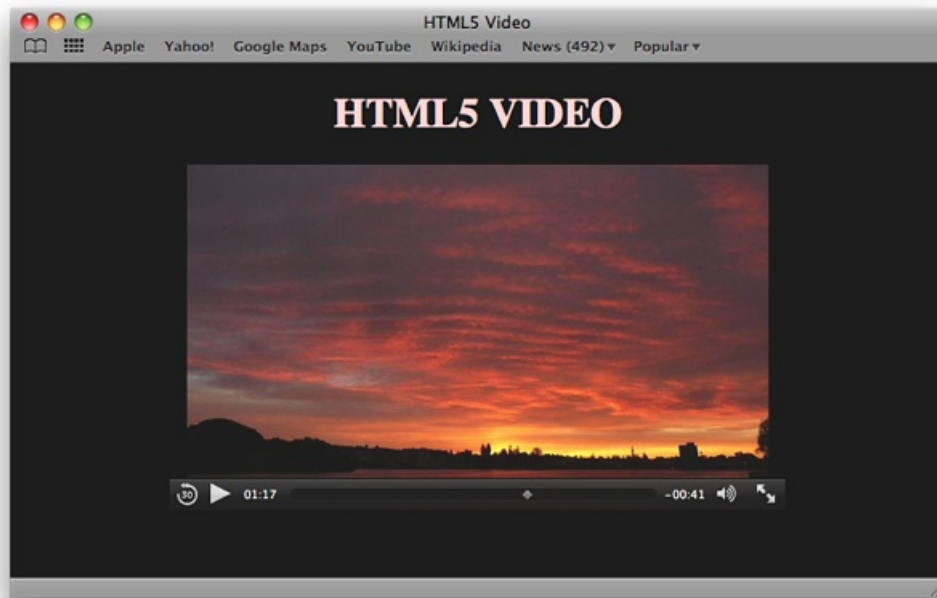 HTML5 Video
Apple Yahoo! Google Maps YouTube Wikipedia News (492)▾ Popular▾
HTML5 VIDEO
30 01:17 -00:41